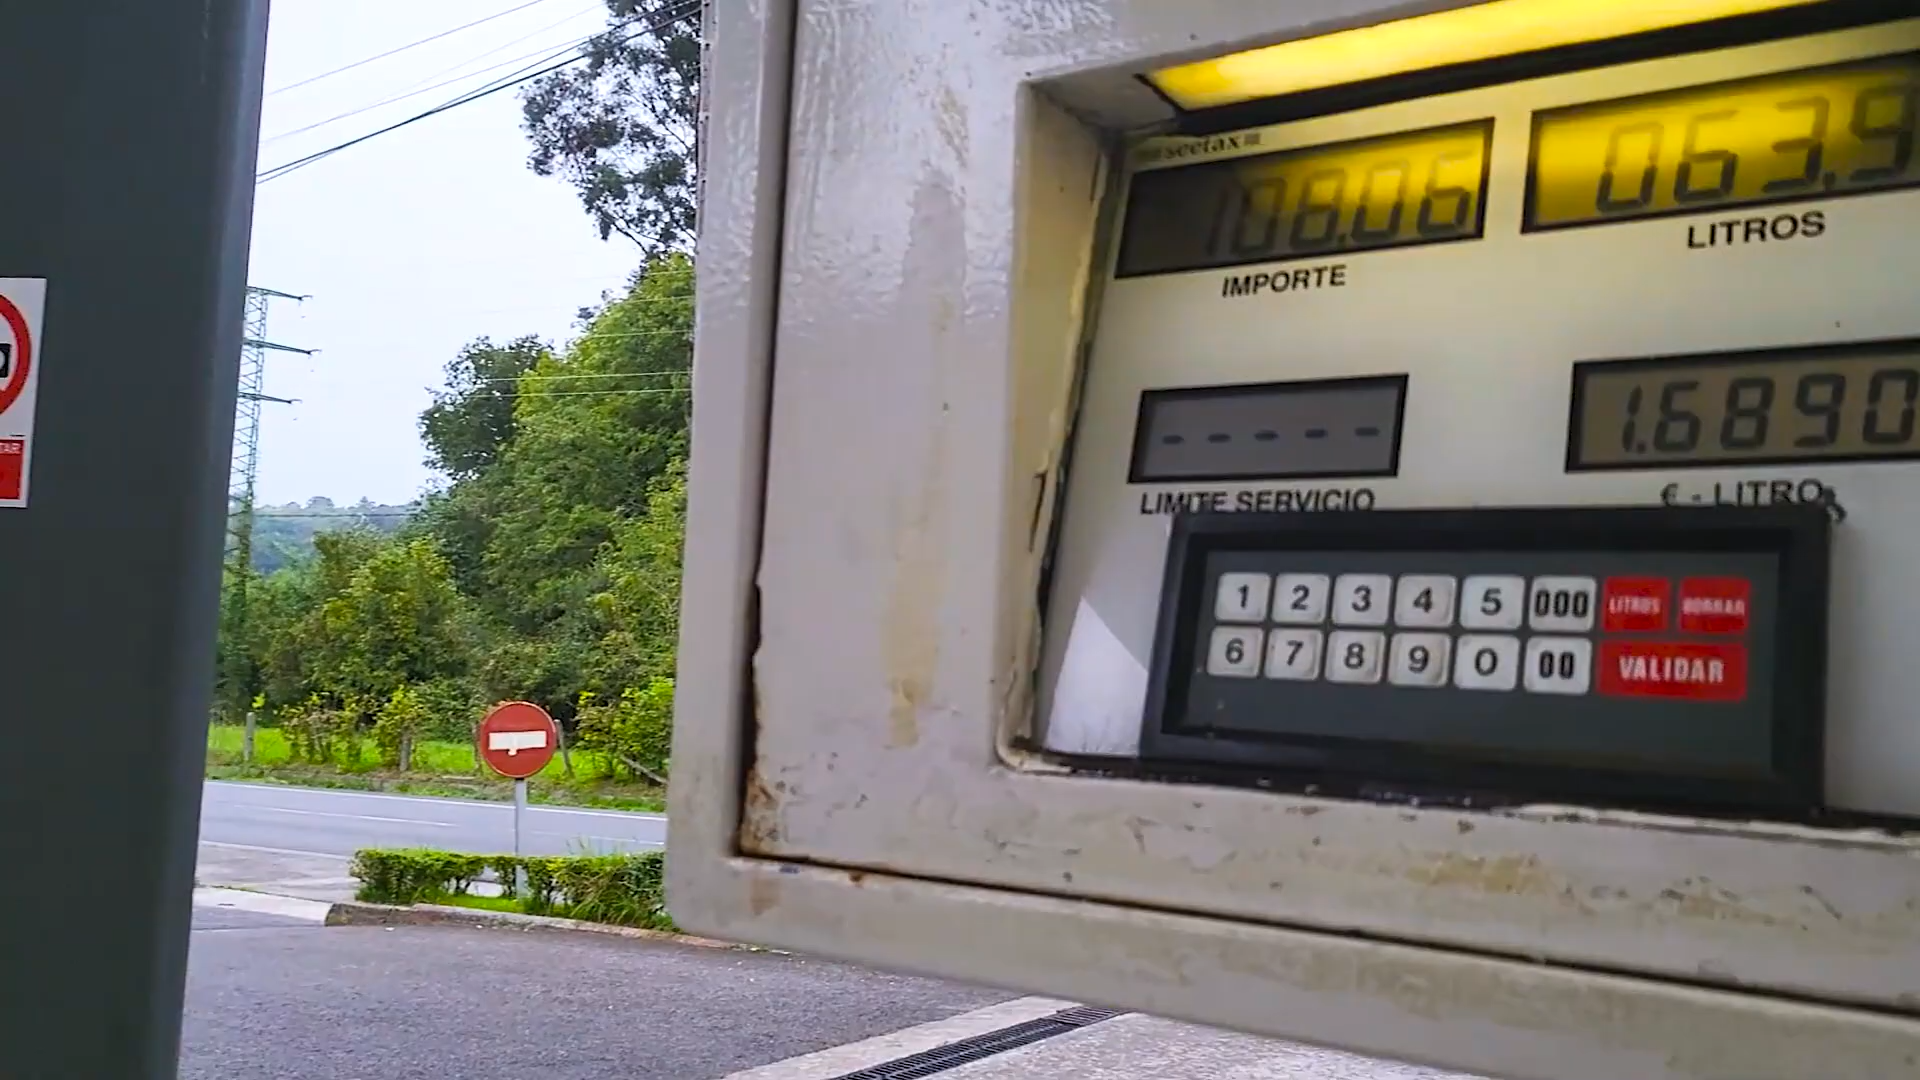 seetax
108.06
063.9
IMPORTE
LITROS
- - - - -
1.6890
LIMITE SERVICIO
€ - LITRO
1 2 3 4 5 000 LITROS BORRAR
6 7 8 9 0 00 VALIDAR